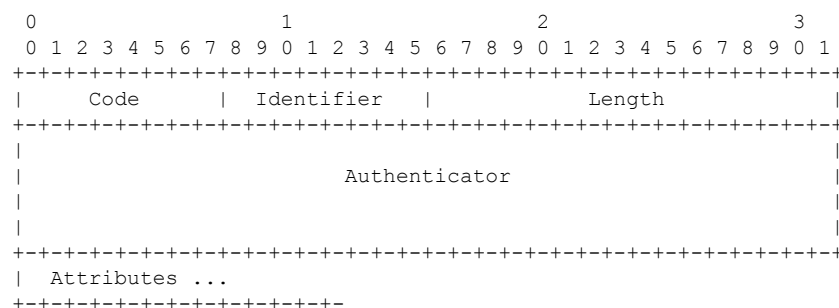 0                   1                   2                   3
0 1 2 3 4 5 6 7 8 9 0 1 2 3 4 5 6 7 8 9 0 1 2 3 4 5 6 7 8 9 0 1
+-+-+-+-+-+-+-+-+-+-+-+-+-+-+-+-+-+-+-+-+-+-+-+-+-+-+-+-+-+-+-+-+
|     Code      |  Identifier   |            Length             |
+-+-+-+-+-+-+-+-+-+-+-+-+-+-+-+-+-+-+-+-+-+-+-+-+-+-+-+-+-+-+-+-+
|                                                               |
|                         Authenticator                         |
|                                                               |
|                                                               |
+-+-+-+-+-+-+-+-+-+-+-+-+-+-+-+-+-+-+-+-+-+-+-+-+-+-+-+-+-+-+-+-+
|  Attributes ...
+-+-+-+-+-+-+-+-+-+-+-+-+-